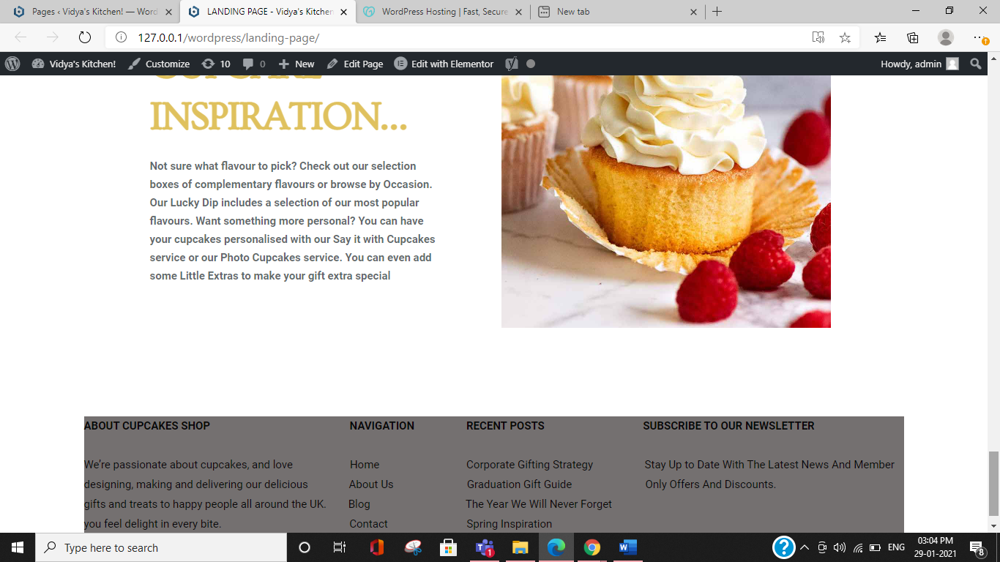 Pages ‹ Vidya's Kitchen! — Word
LANDING PAGE - Vidya's Kitchen
WordPress Hosting | Fast, Secure
New tab
127.0.0.1/wordpress/landing-page/
Vidya's Kitchen!
Customize
10
0
New
Edit Page
Edit with Elementor
Howdy, admin
INSPIRATION...
Not sure what flavour to pick? Check out our selection
boxes of complementary flavours or browse by Occasion.
Our Lucky Dip includes a selection of our most popular
flavours. Want something more personal? You can have
your cupcakes personalised with our Say it with Cupcakes
service or our Photo Cupcakes service. You can even add
some Little Extras to make your gift extra special
ABOUT CUPCAKES SHOP
We're passionate about cupcakes, and love
designing, making and delivering our delicious
gifts and treats to happy people all around the UK.
you feel delight in every bite.
NAVIGATION
Home
About Us
Blog
Contact
RECENT POSTS
Corporate Gifting Strategy
Graduation Gift Guide
The Year We Will Never Forget
Spring Inspiration
SUBSCRIBE TO OUR NEWSLETTER
Stay Up to Date With The Latest News And Member
Only Offers And Discounts.
Type here to search
1
ENG
03:04 PM
29-01-2021
8